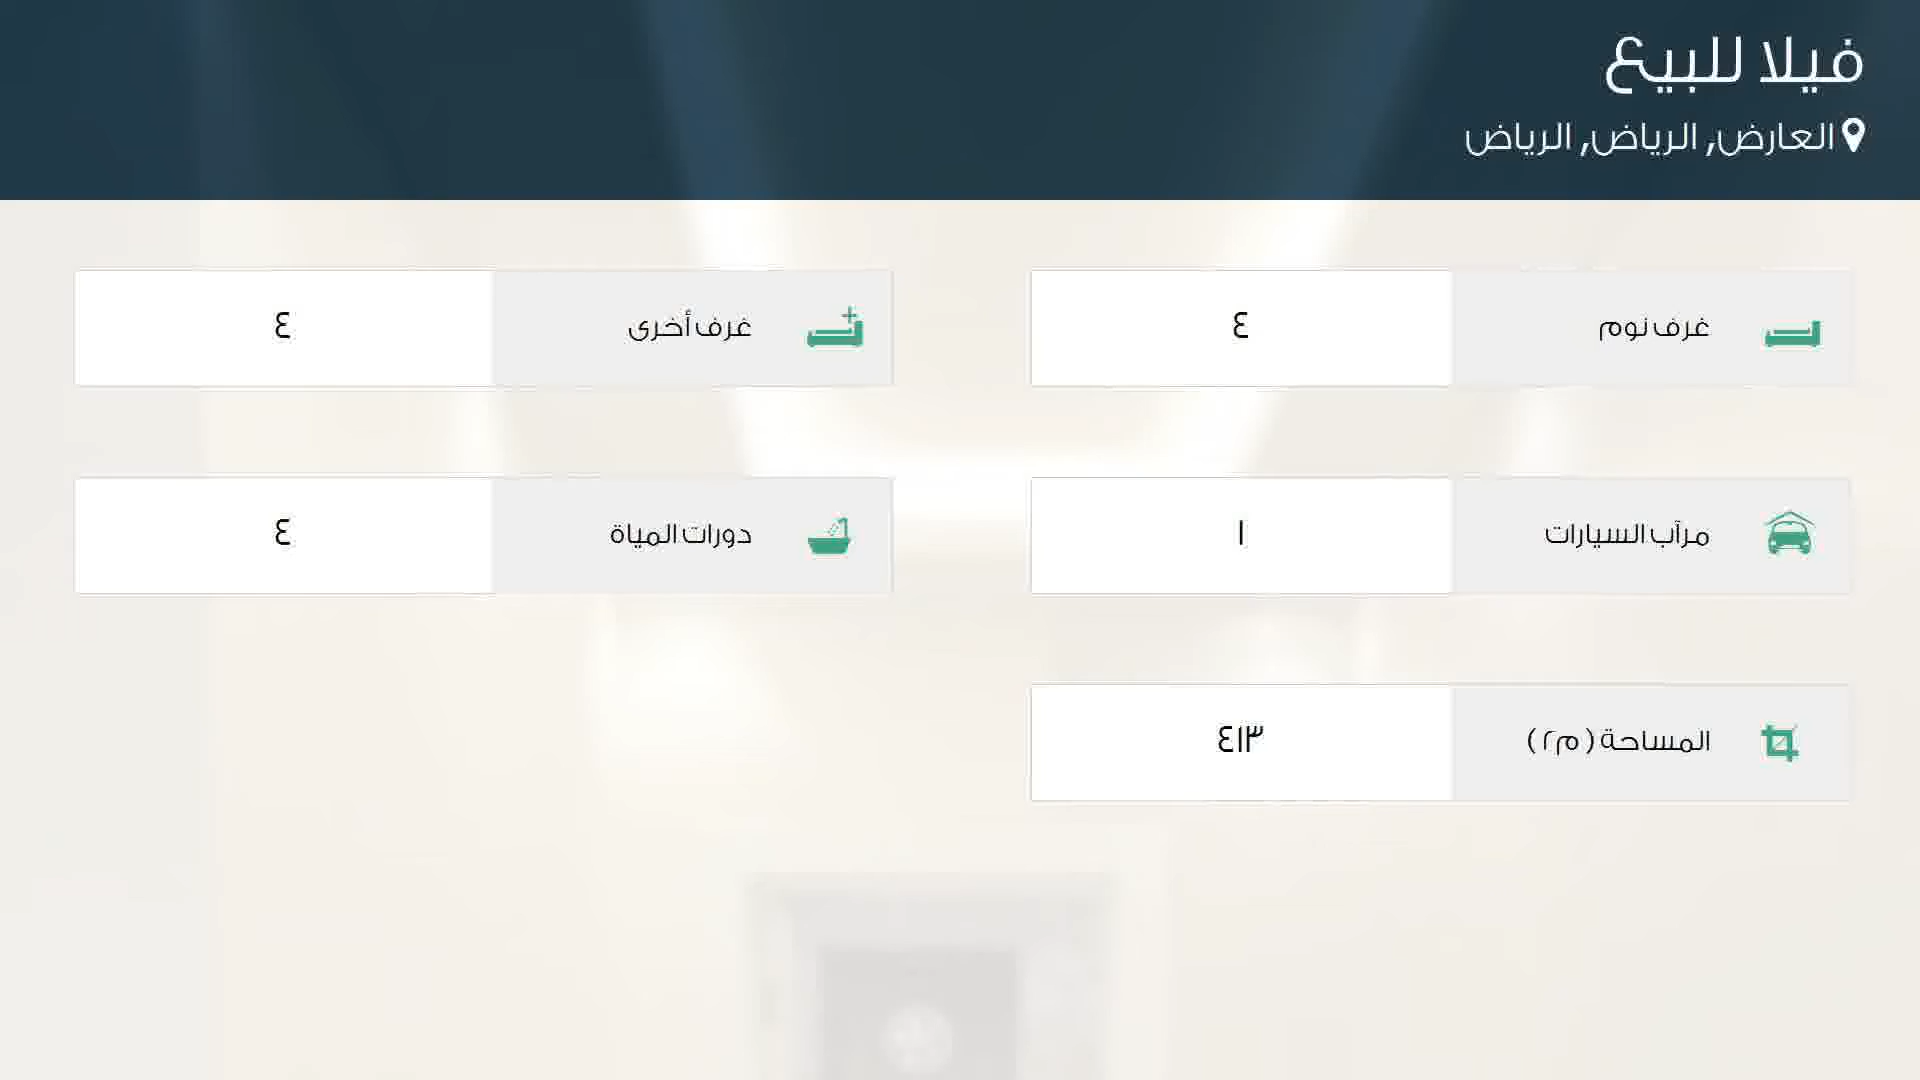 فيلا للبيع
العارض, الرياض, الرياض
غرف نوم ٤
غرف أخرى ٤
مرآب السيارات ١
دورات المياة ٤
المساحة ( م٢ ) ٤١٣